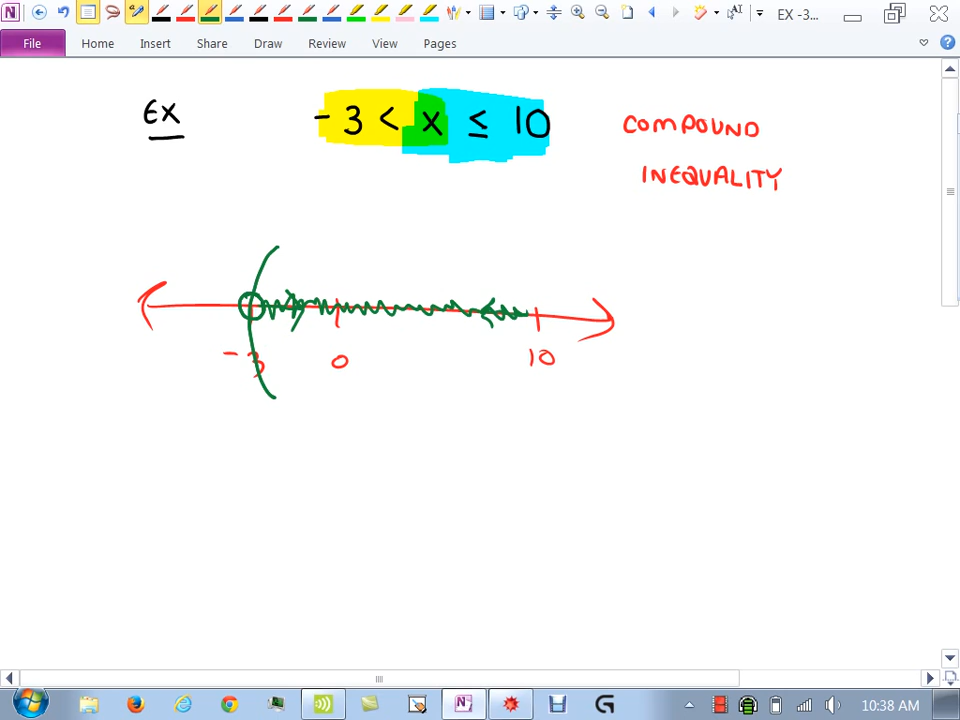 EX -3...
File Home Insert Share Draw Review View Pages
EX -3 < x ≤ 10 COMPOUND
INEQUALITY
-3 0 10
10:38 AM